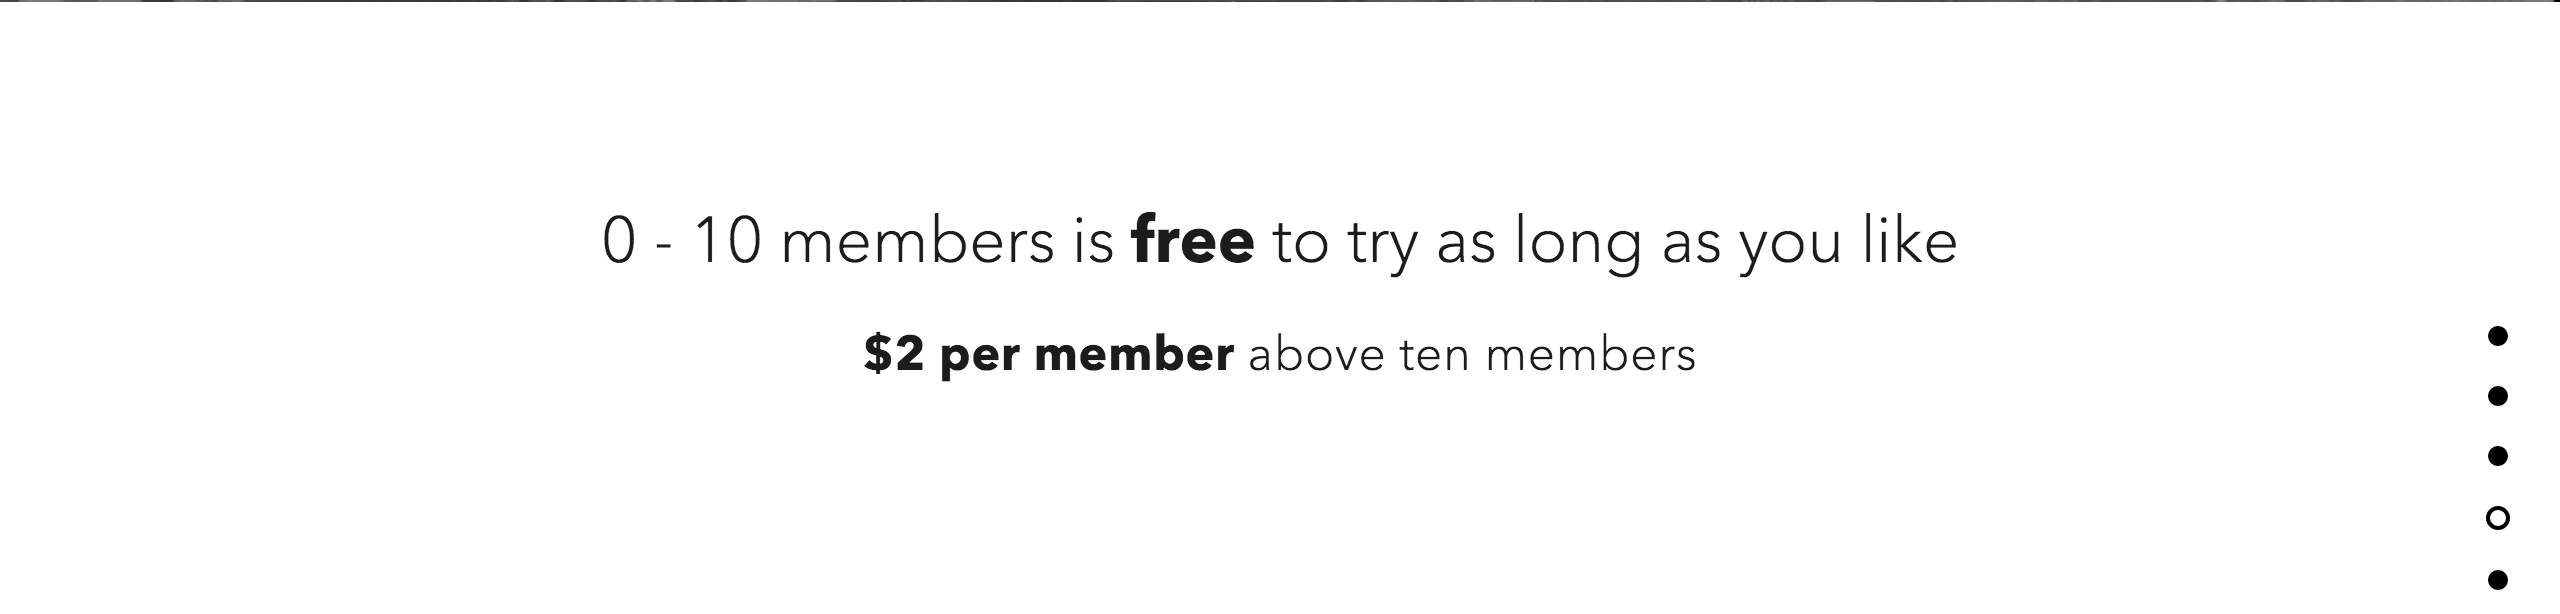 0 - 10 members is free to try as long as you like
$2 per member above ten members